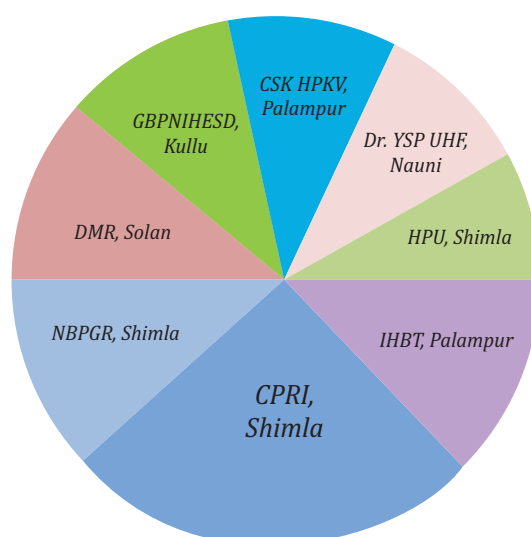 CSK HPKV,
Palampur
GBPNIHESD,
Kullu
Dr. YSP UHF,
Nauni
DMR, Solan
HPU, Shimla
NBPGR, Shimla
IHBT, Palampur
CPRI,
Shimla